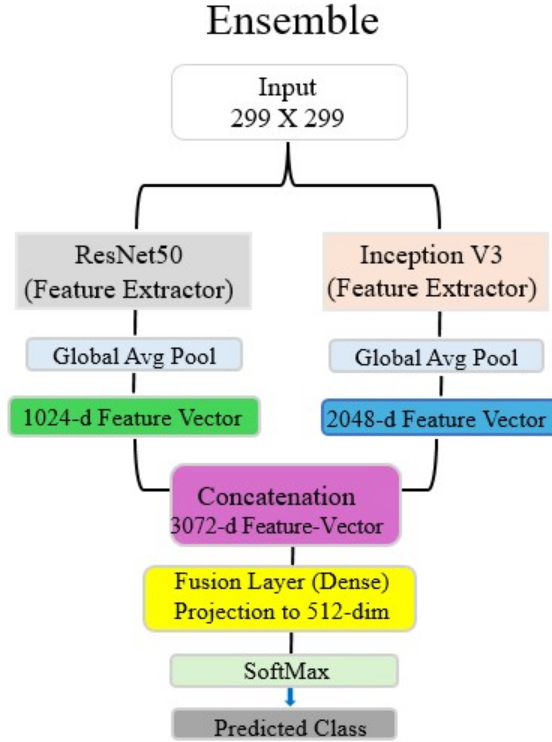 Ensemble
Input
299 X 299
ResNet50
(Feature Extractor)
Inception V3
(Feature Extractor)
Global Avg Pool
Global Avg Pool
1024-d Feature Vector
2048-d Feature Vector
Concatenation
3072-d Feature-Vector
Fusion Layer (Dense)
Projection to 512-dim
SoftMax
Predicted Class